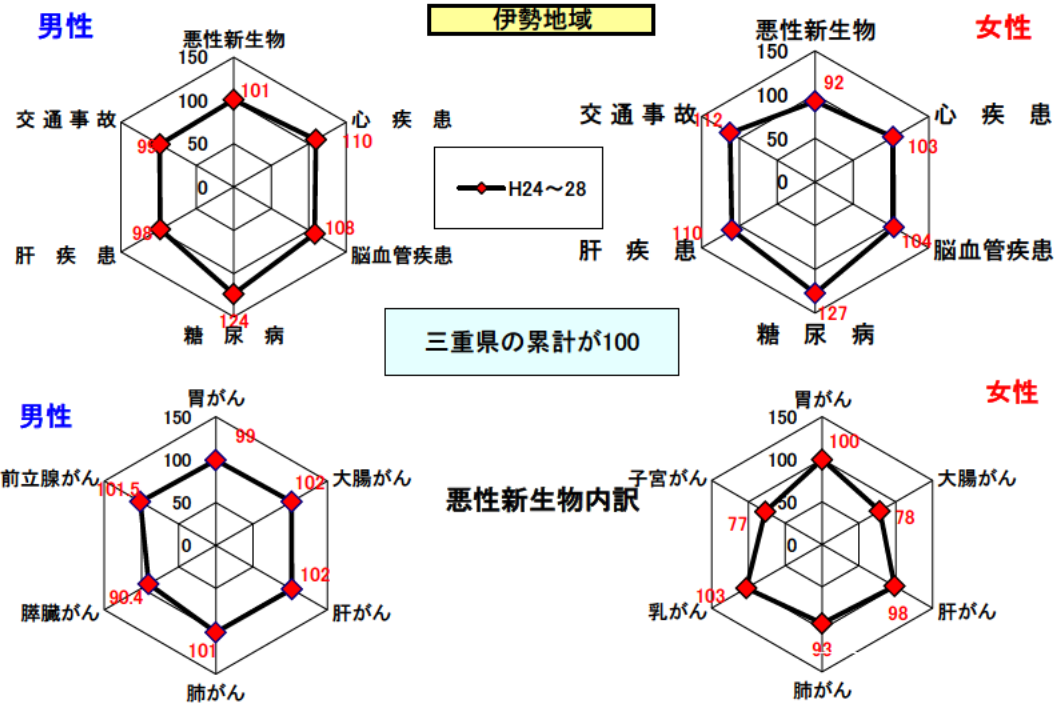 伊勢地域
男性
悪性新生物
150
101
100
交通事故
心疾患
99
110
50
0
98
108
肝疾患
脳血管疾患
124
糖尿病
女性
悪性新生物
150
92
100
交通事故
心疾患
112
103
50
0
110
104
肝疾患
脳血管疾患
127
糖尿病
H24～28
三重県の累計が100
男性
胃がん
150
99
100
前立腺がん
大腸がん
101.5
102
50
0
90.4
102
膵臓がん
肝がん
101
肺がん
悪性新生物内訳
女性
胃がん
150
100
100
子宮がん
大腸がん
77
78
50
0
103
98
乳がん
肝がん
93
肺がん